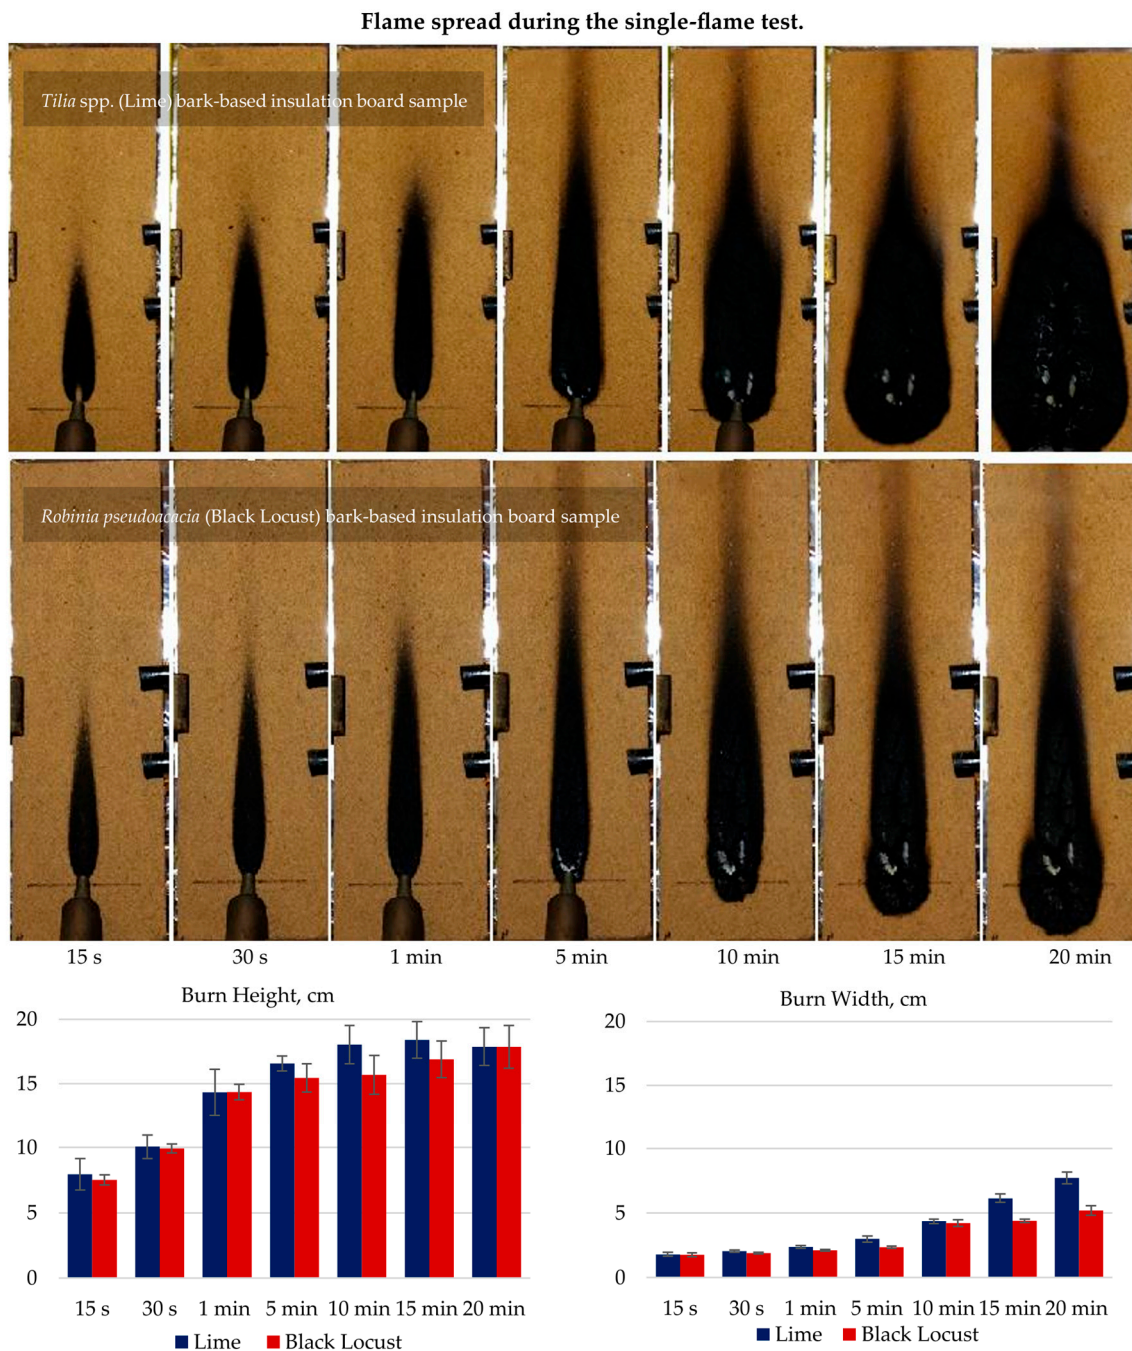 Flame spread during the single-flame test.
Tilia spp. (Lime) bark-based insulation board sample
Robinia pseudoacacia (Black Locust) bark-based insulation board sample
15 s 30 s 1 min 5 min 10 min 15 min 20 min
Burn Height, cm
20
15
10
5
0
15 s 30 s 1 min 5 min 10 min 15 min 20 min
Lime Black Locust
Burn Width, cm
20
15
10
5
0
15 s 30 s 1 min 5 min 10 min 15 min 20 min
Lime Black Locust